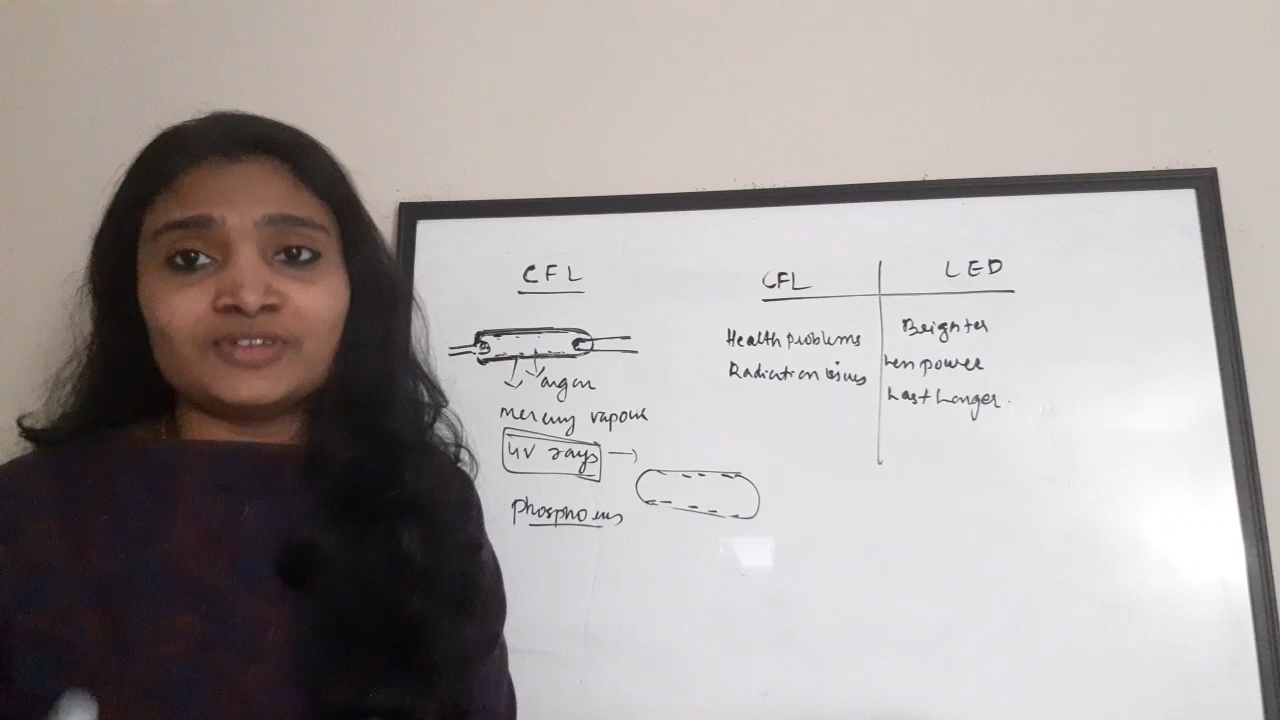 CFL
argon
mercury vapour
UV rays
phosphorus
CFL LED
Health problems Brighter
Radiation issues Less power
Last Longer.